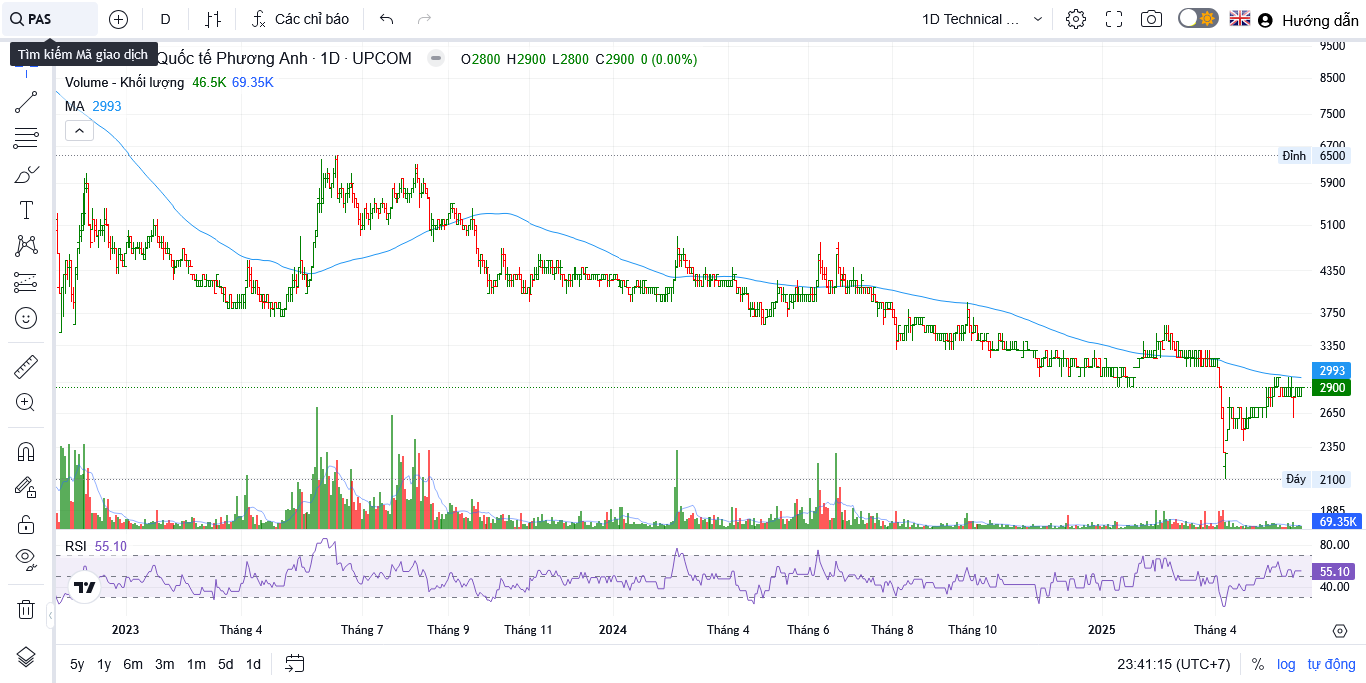 PAS
D
Các chỉ báo
1D Technical ...
Hướng dẫn
Tìm kiếm Mã giao dịch
Quốc tế Phương Anh · 1D · UPCOM
O2800 H2900 L2800 C2900 0 (0.00%)
Volume - Khối lượng 46.5K 69.35K
MA 2993
9500
8500
7500
6700
Đỉnh 6500
5900
5100
4350
3750
3350
2993
2900
2650
2350
Đáy 2100
1885
69.35K
RSI 55.10
80.00
55.10
40.00
2023 Tháng 4 Tháng 7 Tháng 9 Tháng 11 2024 Tháng 4 Tháng 6 Tháng 8 Tháng 10 2025 Tháng 4
5y 1y 6m 3m 1m 5d 1d
23:41:15 (UTC+7) % log tự động